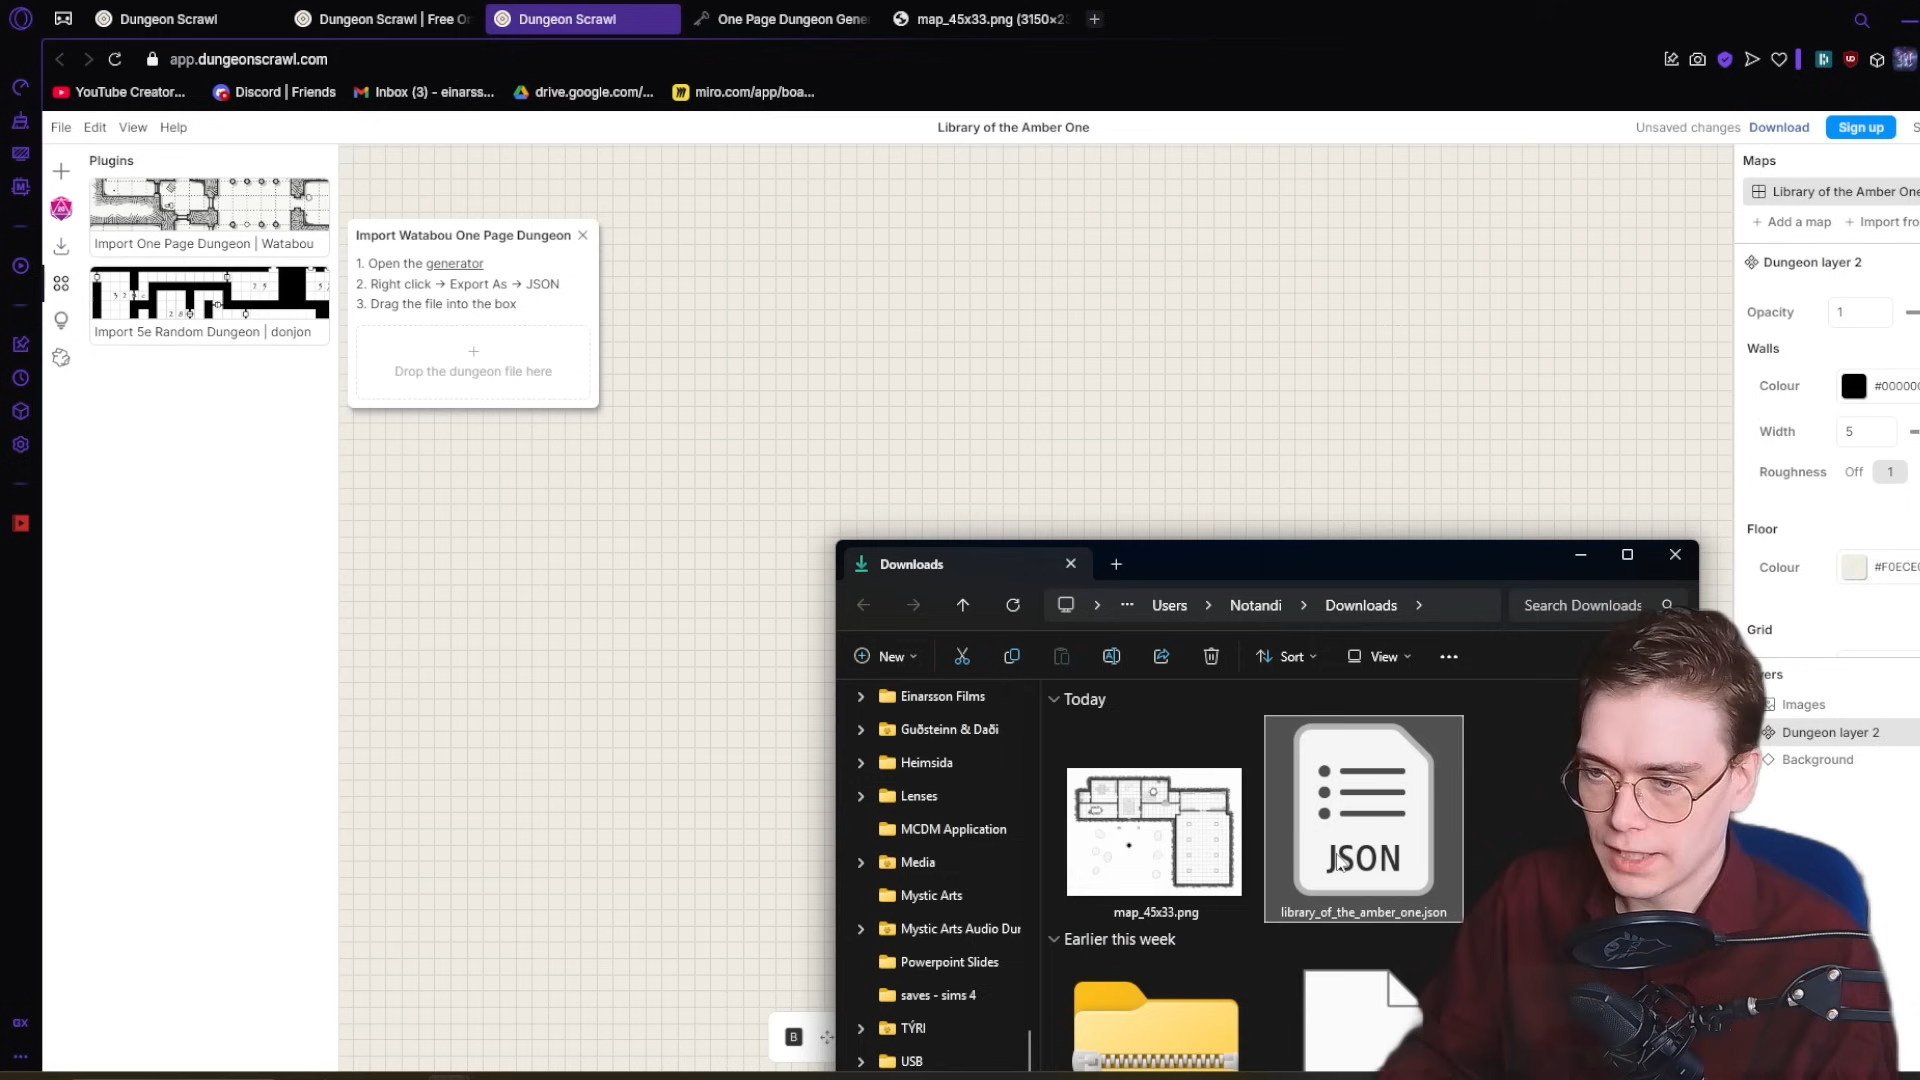 Dungeon Scrawl
Dungeon Scrawl | Free O
Dungeon Scrawl
One Page Dungeon Gene
map_45x33.png (3150×2
app.dungeonscrawl.com
YouTube Creator...
Discord | Friends
Inbox (3) - einarss...
drive.google.com/...
miro.com/app/boa...
File Edit View Help
Library of the Amber One
Unsaved changes Download Sign up S
Plugins
Import One Page Dungeon | Watabou
Import 5e Random Dungeon | donjon
Import Watabou One Page Dungeon
1. Open the generator
2. Right click → Export As → JSON
3. Drag the file into the box
+
Drop the dungeon file here
Maps
Library of the Amber One
+ Add a map + Import fro
Dungeon layer 2
Opacity 1
Walls
Colour #000000
Width 5
Roughness Off 1
Floor
Colour #F0ECE0
Grid
yers
Images
Dungeon layer 2
Background
Downloads
Users > Notandi > Downloads >
Search Downloads
New
Sort
View
Einarsson Films
Guðsteinn & Daði
Heimsida
Lenses
MCDM Application
Media
Mystic Arts
Mystic Arts Audio Dur
Powerpoint Slides
saves - sims 4
TÝRI
USB
Today
map_45x33.png
JSON
library_of_the_amber_one.json
Earlier this week
B
GX